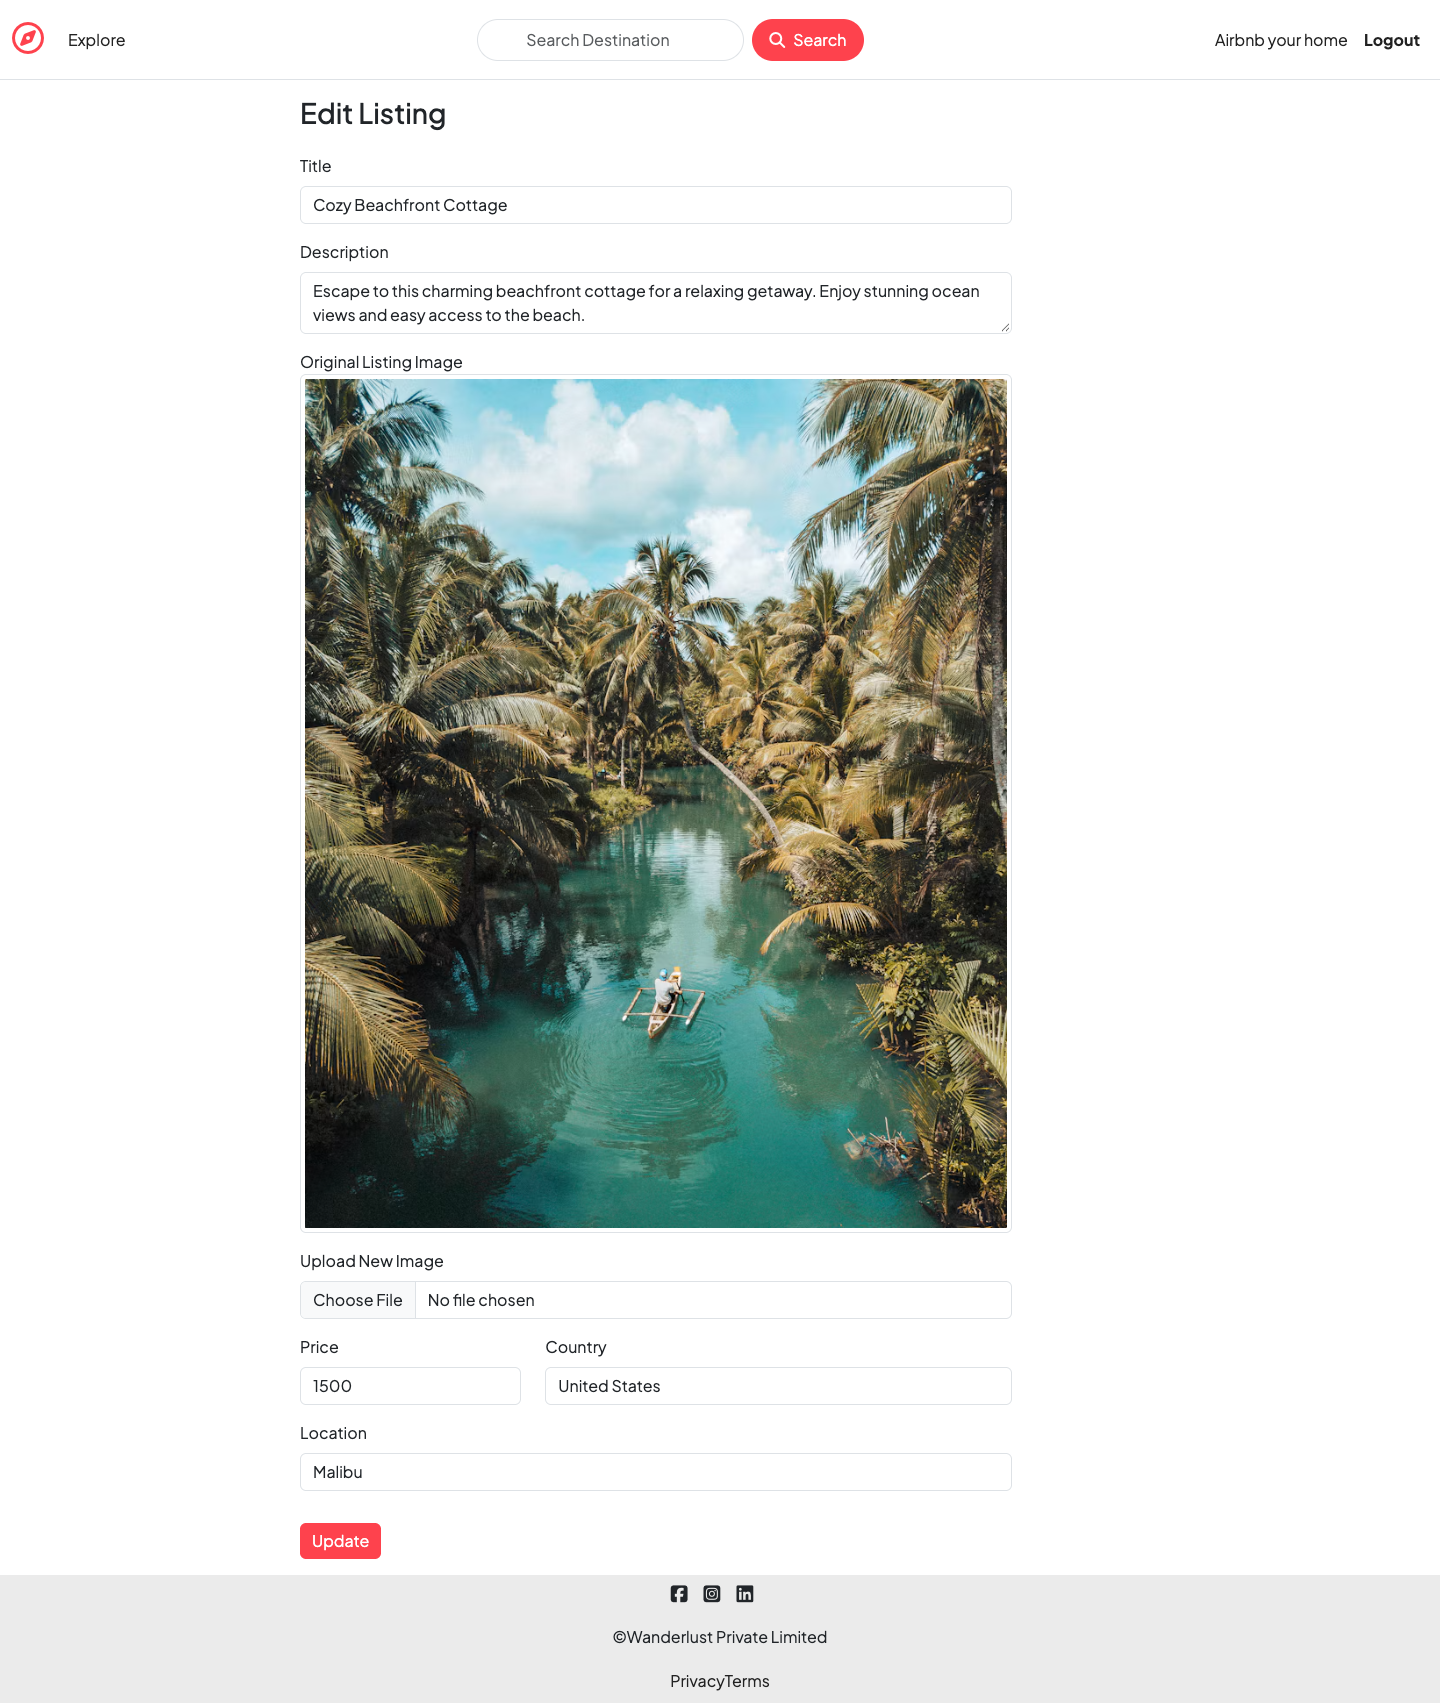 Explore
Search Destination
Search
Airbnb your home
Logout
Edit Listing
Title
Cozy Beachfront Cottage
Description
Escape to this charming beachfront cottage for a relaxing getaway. Enjoy stunning ocean
views and easy access to the beach.
Original Listing Image
Upload New Image
Choose File
No file chosen
Price
Country
1500
United States
Location
Malibu
Update
©Wanderlust Private Limited
PrivacyTerms